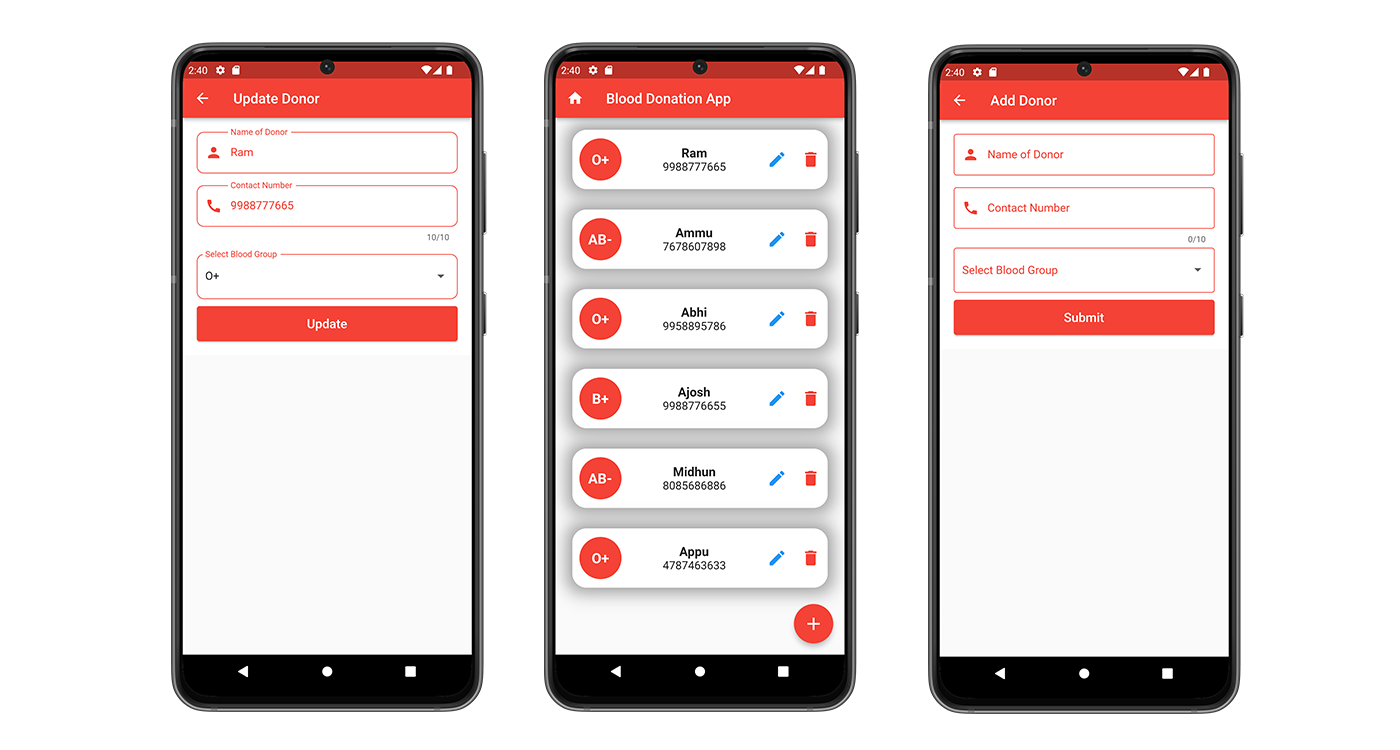 2:40
Update Donor
Name of Donor
Ram
Contact Number
9988777665
10/10
Select Blood Group
O+
Update
2:40
Blood Donation App
O+
Ram
9988777665
AB-
Ammu
7678607898
O+
Abhi
9958895786
B+
Ajosh
9988776655
AB-
Midhun
8085686886
O+
Appu
4787463633
+
2:40
Add Donor
Name of Donor
Contact Number
0/10
Select Blood Group
Submit